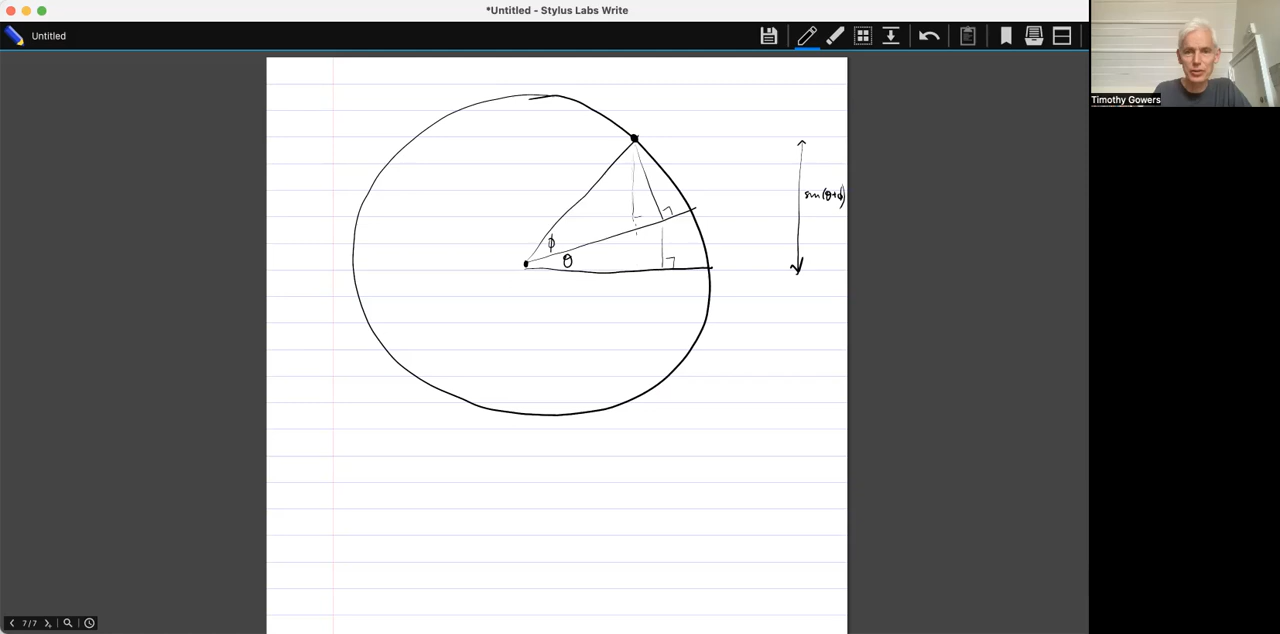 *Untitled - Stylus Labs Write
Untitled
Timothy Gowers
sin(θ+ϕ)
ϕ
θ
7/7